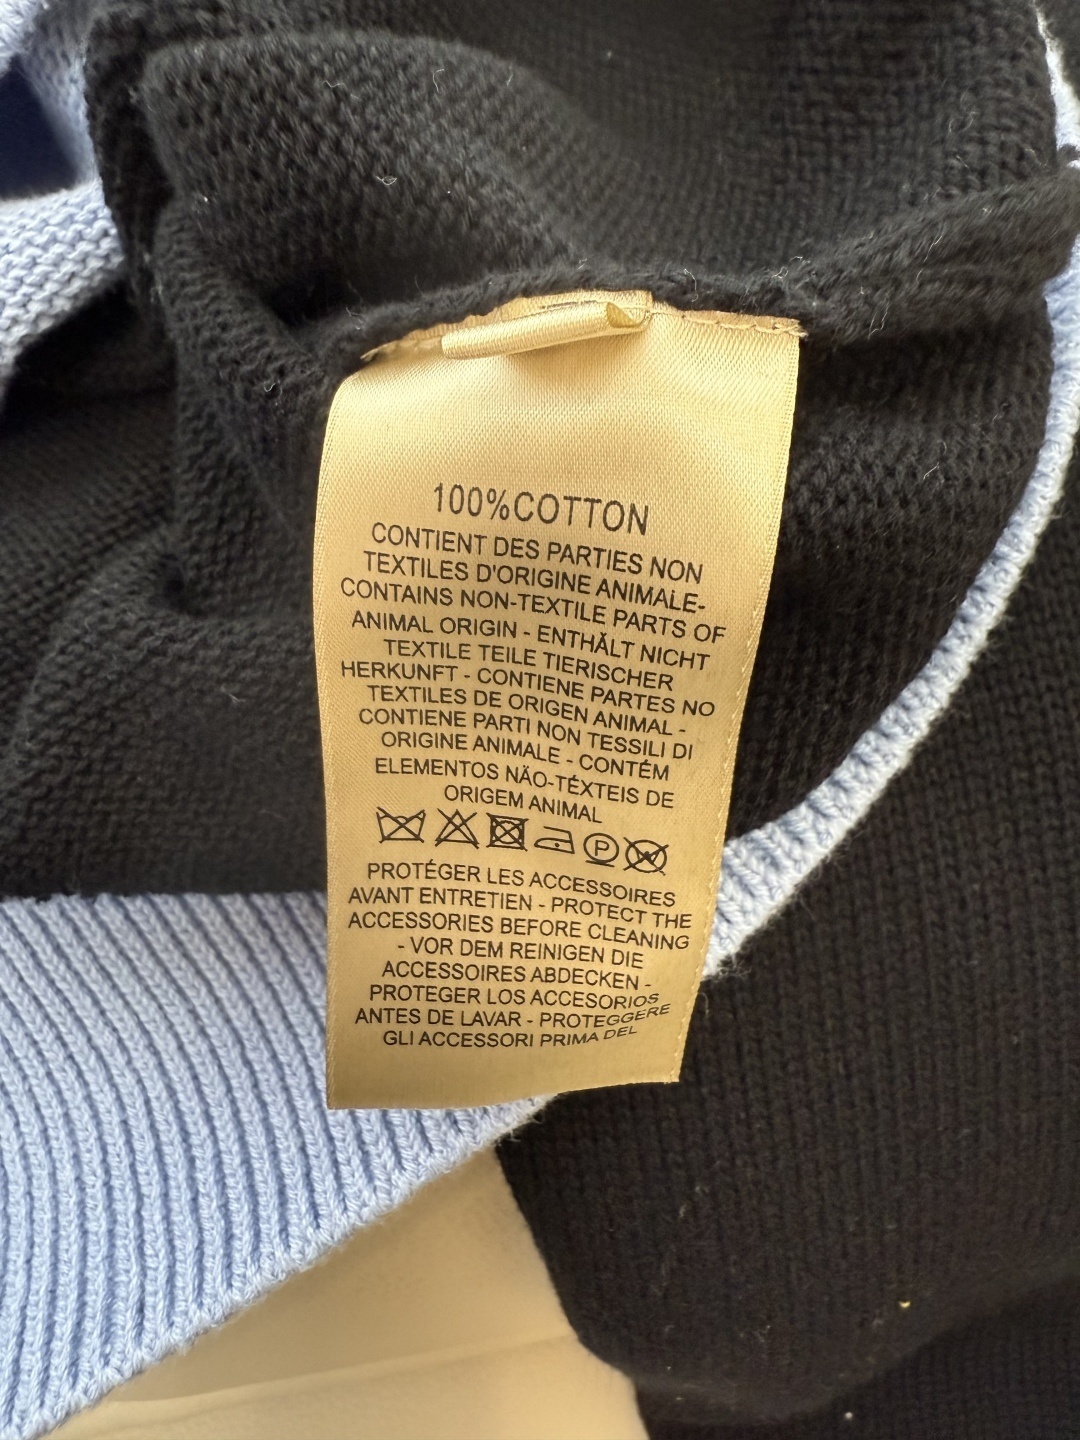 100%COTTON
CONTIENT DES PARTIES NON
TEXTILES D'ORIGINE ANIMALE-
CONTAINS NON-TEXTILE PARTS OF
ANIMAL ORIGIN - ENTHÄLT NICHT
TEXTILE TEILE TIERISCHER
HERKUNFT - CONTIENE PARTES NO
TEXTILES DE ORIGEN ANIMAL -
CONTIENE PARTI NON TESSILI DI
ORIGINE ANIMALE - CONTÉM
ELEMENTOS NÃO-TÉXTEIS DE
ORIGEM ANIMAL
P W
PROTÉGER LES ACCESSOIRES
AVANT ENTRETIEN - PROTECT THE
ACCESSORIES BEFORE CLEANING
- VOR DEM REINIGEN DIE
ACCESSOIRES ABDECKEN -
PROTEGER LOS ACCESORIOS
ANTES DE LAVAR - PROTEGGERE
GLI ACCESSORI PRIMA DEL